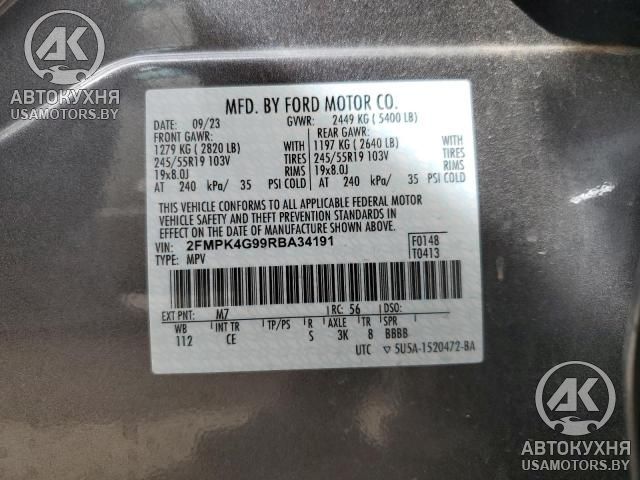 AK
АВТОКУХНЯ
USAMOTORS.BY
MFD. BY FORD MOTOR CO.
DATE: 09/23 GVWR: 2449 KG ( 5400 LB)
FRONT GAWR: REAR GAWR:
1279 KG ( 2820 LB) WITH 1197 KG ( 2640 LB) WITH
245/55R19 103V TIRES 245/55R19 103V TIRES
19x8.0J RIMS 19x8.0J RIMS
AT 240 kPa/ 35 PSI COLD AT 240 kPa/ 35 PSI COLD
THIS VEHICLE CONFORMS TO ALL APPLICABLE FEDERAL MOTOR
VEHICLE SAFETY AND THEFT PREVENTION STANDARDS IN
EFFECT ON THE DATE OF MANUFACTURE SHOWN ABOVE.
VIN: 2FMPK4G99RBA34191 F0148
TYPE: MPV T0413
EXT PNT: M7 RC: 56 DSO:
WB INT TR TP/PS R AXLE TR SPR
112 CE S 3K 8 BBBB
UTC ▽ 5U5A-1520472-BA
AK
АВТОКУХНЯ
USAMOTORS.BY